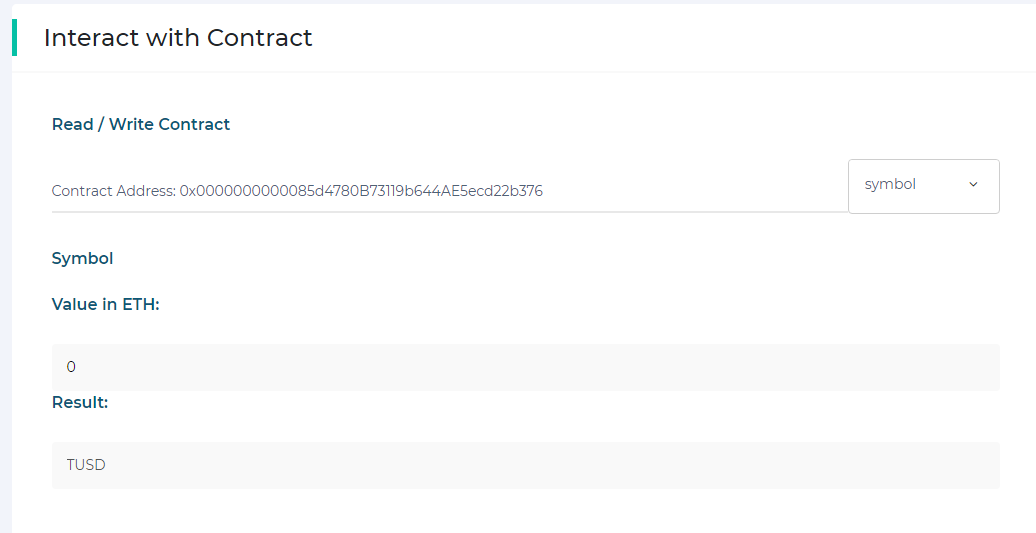 Interact with Contract
Read / Write Contract
Contract Address: 0x0000000000085d4780B73119b644AE5ecd22b376
symbol
Symbol
Value in ETH:
0
Result:
TUSD